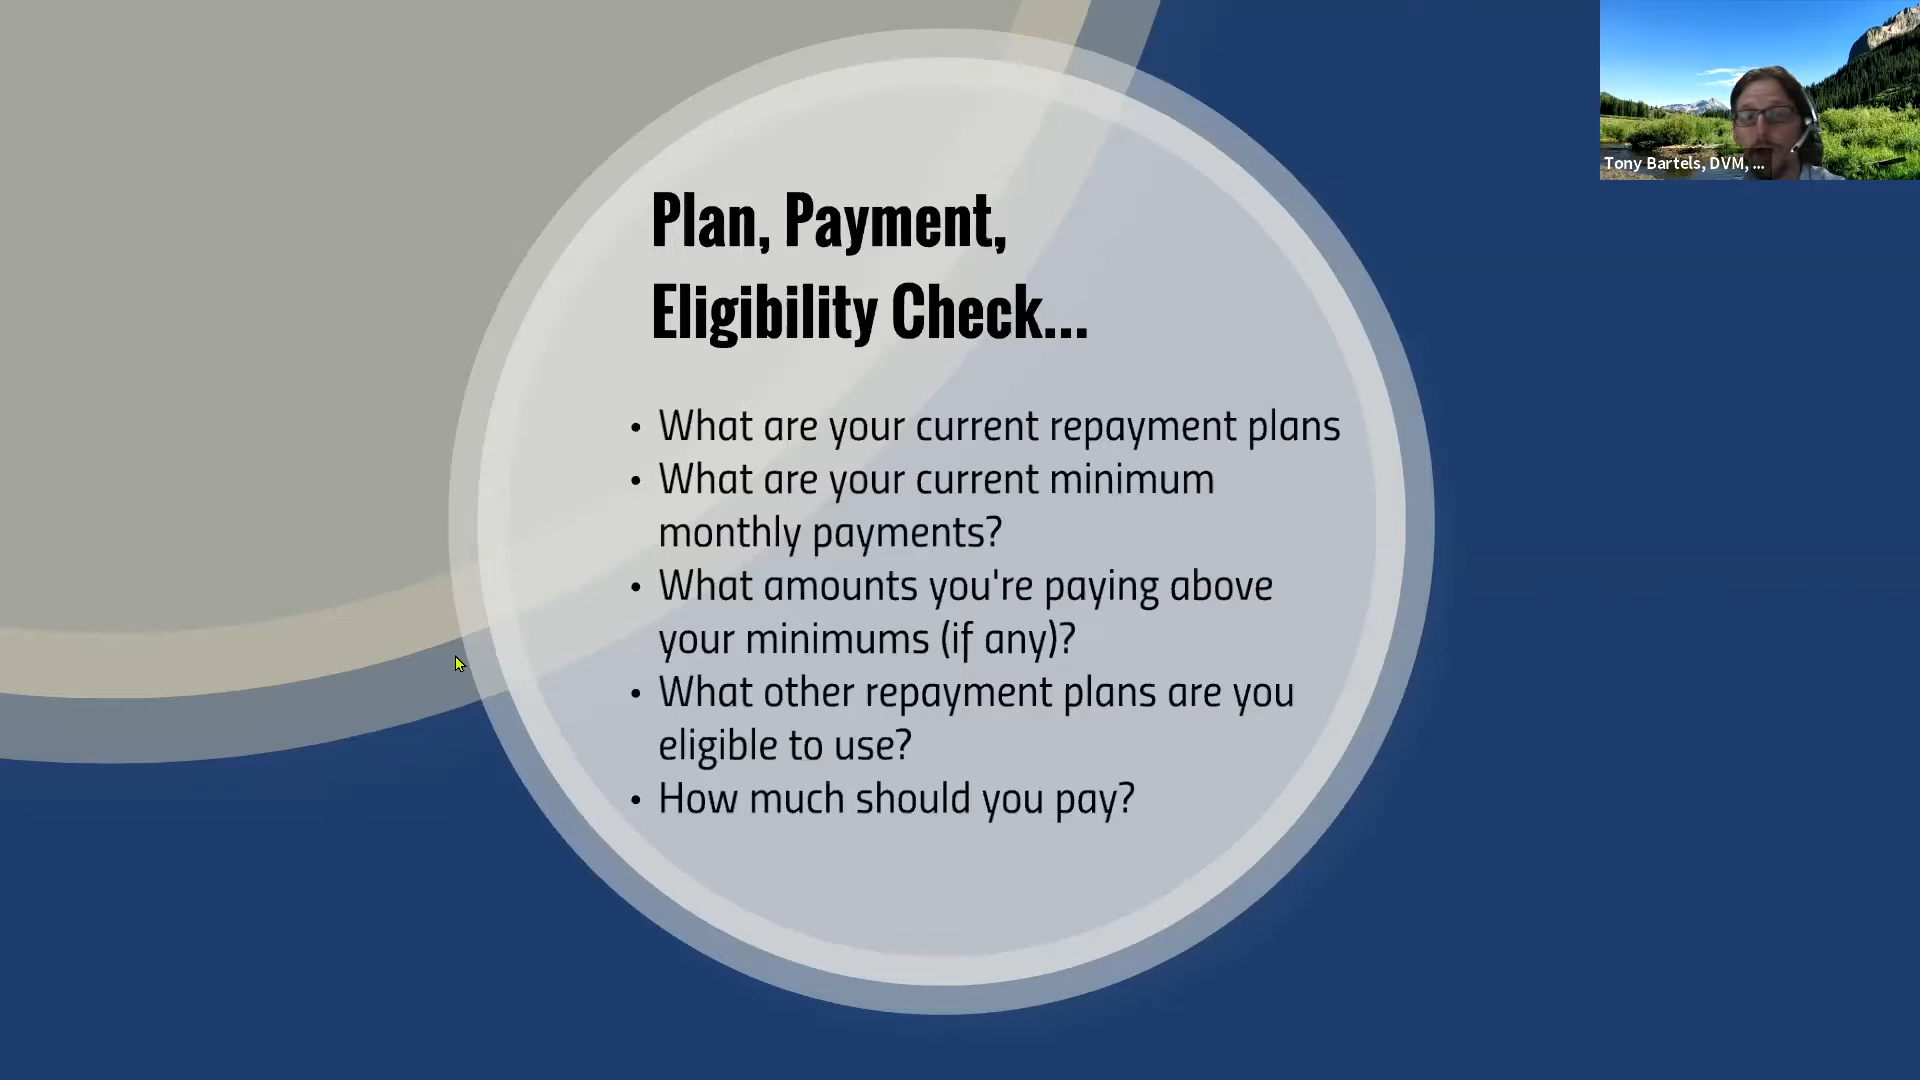 Plan, Payment,
Eligibility Check...
• What are your current repayment plans
• What are your current minimum
monthly payments?
• What amounts you're paying above
your minimums (if any)?
• What other repayment plans are you
eligible to use?
• How much should you pay?
Tony Bartels, DVM, ...